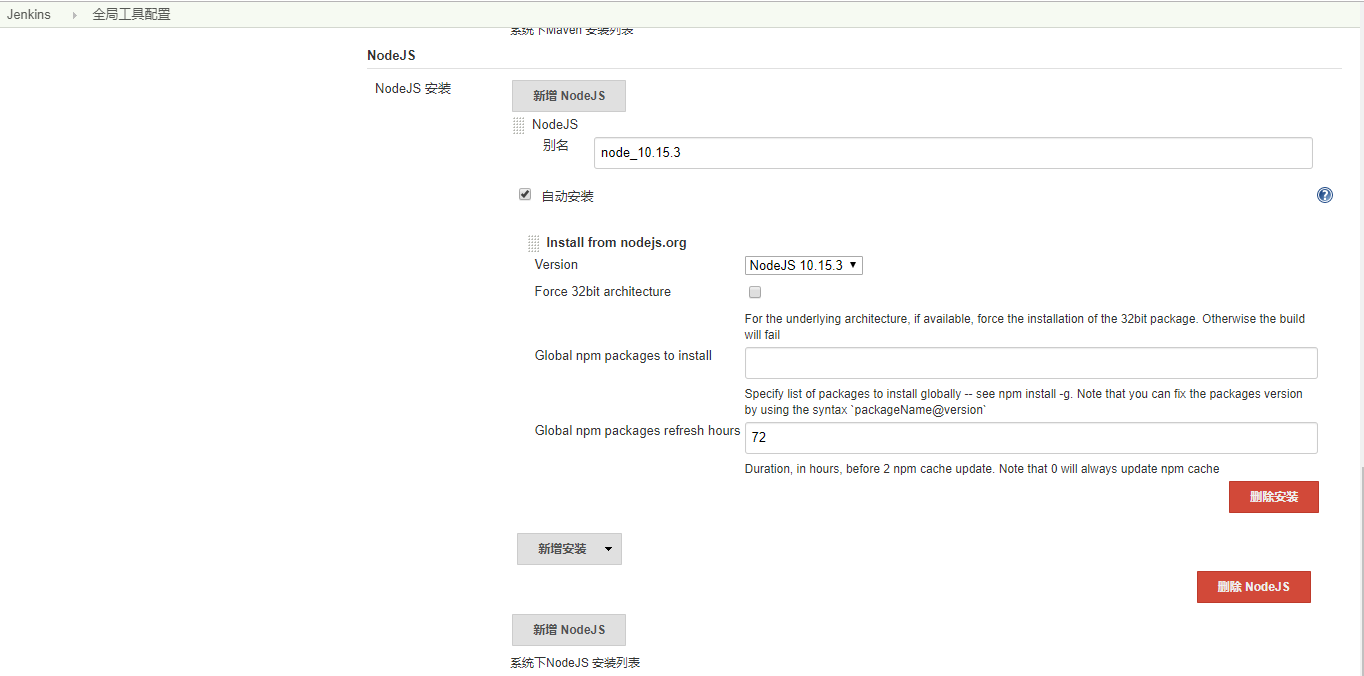 Jenkins 全局工具配置
系统下Maven 安装列表
NodeJS
NodeJS 安装
新增 NodeJS
NodeJS
别名
node_10.15.3
自动安装
Install from nodejs.org
Version
NodeJS 10.15.3
Force 32bit architecture
For the underlying architecture, if available, force the installation of the 32bit package. Otherwise the build
will fail
Global npm packages to install
Specify list of packages to install globally -- see npm install -g. Note that you can fix the packages version
by using the syntax `packageName@version`
Global npm packages refresh hours
72
Duration, in hours, before 2 npm cache update. Note that 0 will always update npm cache
删除安装
新增安装
删除 NodeJS
新增 NodeJS
系统下NodeJS 安装列表